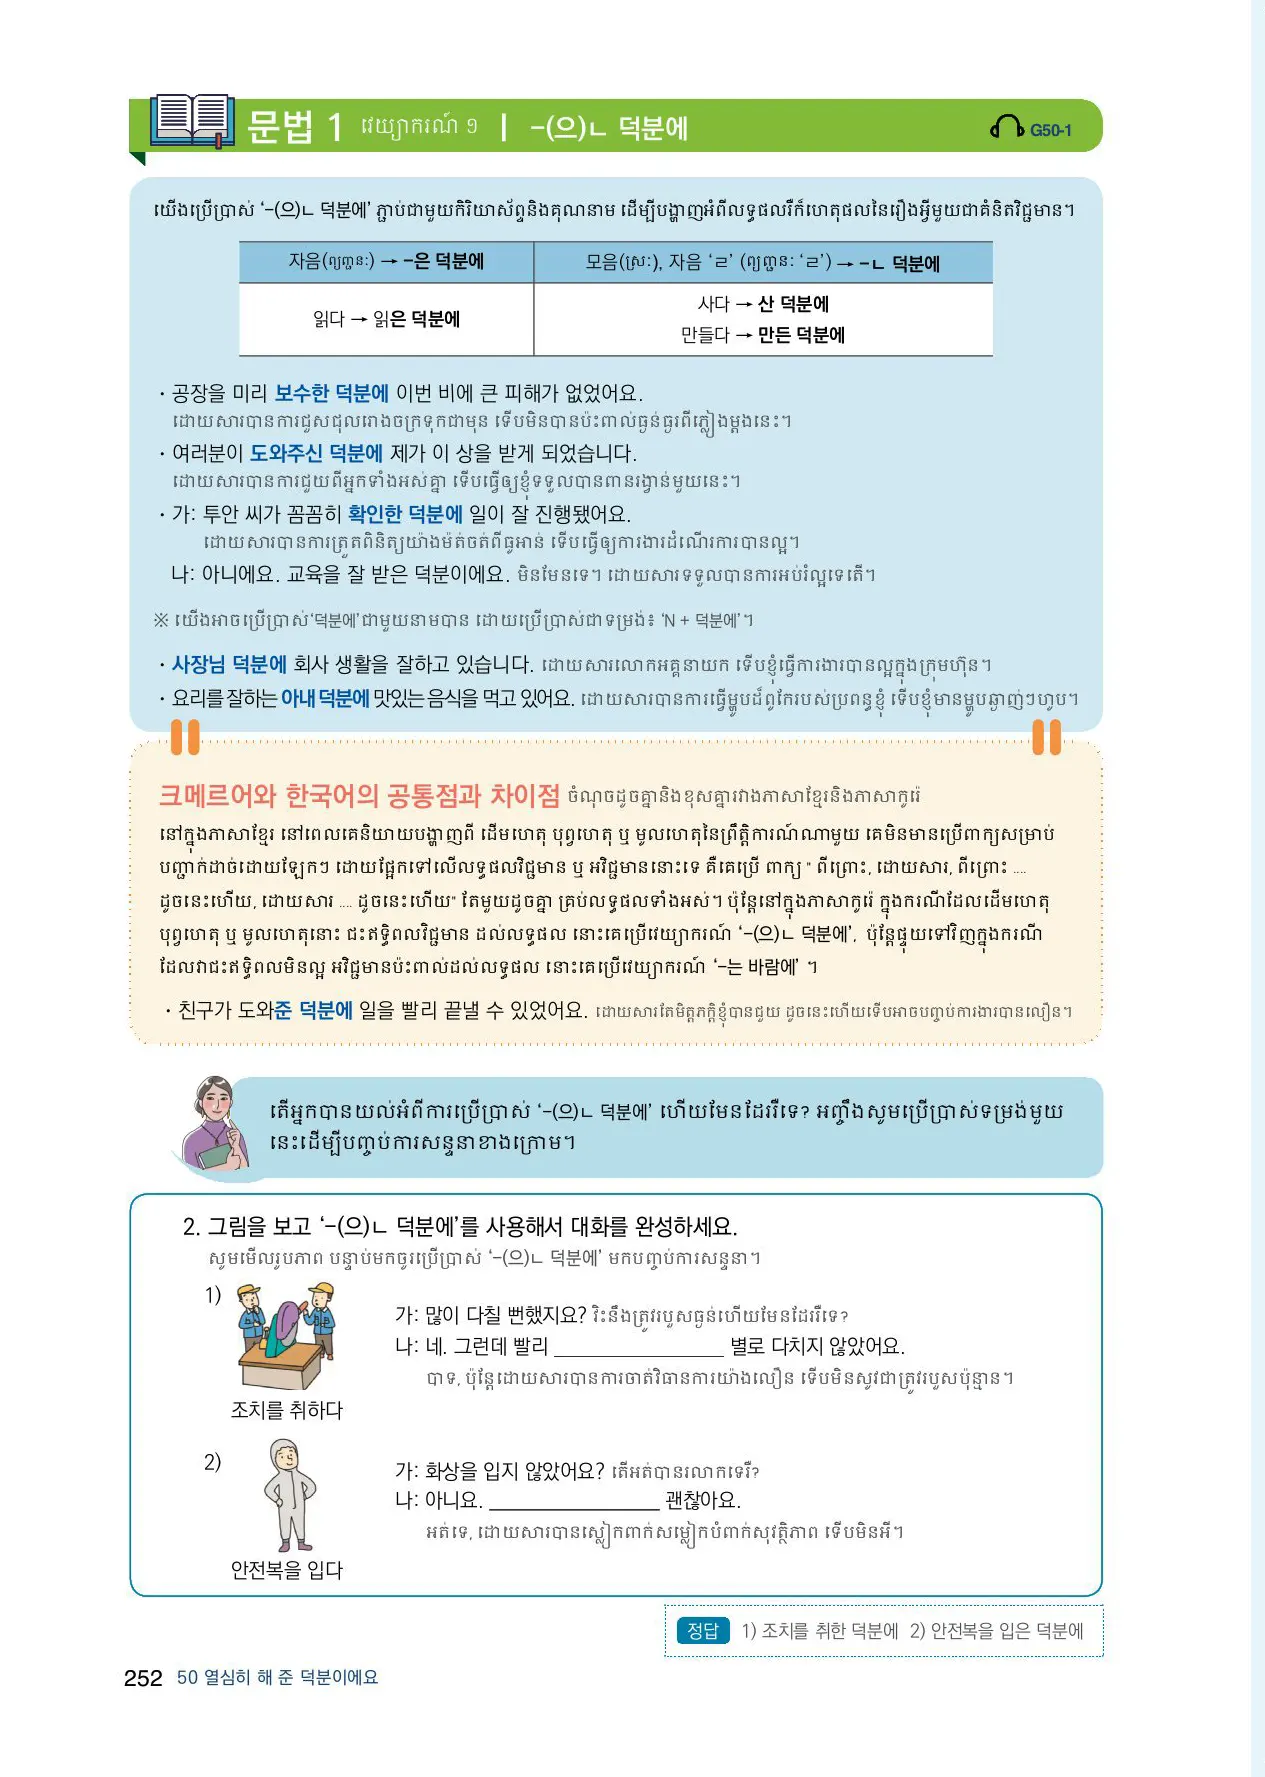 문법 1 វេយ្យាករណ៍ ១ | -(으)ㄴ 덕분에 G50-1
យើងប្រើប្រាស់ ‘-(으)ㄴ 덕분에’ ភ្ជាប់ជាមួយកិរិយាស័ព្ទនិងគុណនាម ដើម្បីបង្ហាញអំពីលទ្ធផលរឺក៏ហេតុផលនៃរឿងអ្វីមួយជាគំនិតវិជ្ជមាន។
자음(ព្យញ្ជនៈ) → -은 덕분에 모음(ស្រៈ), 자음 ‘ㄹ’ (ព្យញ្ជនៈ ‘ㄹ’) → -ㄴ 덕분에
읽다 → 읽은 덕분에
사다 → 산 덕분에
만들다 → 만든 덕분에
· 공장을 미리 보수한 덕분에 이번 비에 큰 피해가 없었어요.
ដោយសារបានការជួសជុលរោងចក្រទុកជាមុន ទើបមិនបានប៉ះពាល់ធ្ងន់ធ្ងរពីភ្លៀងម្តងនេះ។
· 여러분이 도와주신 덕분에 제가 이 상을 받게 되었습니다.
ដោយសារបានការជួយពីអ្នកទាំងអស់គ្នា ទើបធ្វើឲ្យខ្ញុំទទួលបានពានរង្វាន់មួយនេះ។
· 가: 투안 씨가 꼼꼼히 확인한 덕분에 일이 잘 진행됐어요.
ដោយសារបានការត្រួតពិនិត្យយ៉ាងម៉ត់ចត់ពីធូអាន់ ទើបធ្វើឲ្យការងារដំណើរការបានល្អ។
나: 아니에요. 교육을 잘 받은 덕분이에요. មិនមែនទេ។ ដោយសារទទួលបានការអប់រំល្អទេតើ។
※ យើងអាចប្រើប្រាស់‘덕분에’ជាមួយនាមបាន ដោយប្រើប្រាស់ជាទម្រង់៖ ‘N + 덕분에’។
· 사장님 덕분에 회사 생활을 잘하고 있습니다. ដោយសារលោកអគ្គនាយក ទើបខ្ញុំធ្វើការងារបានល្អក្នុងក្រុមហ៊ុន។
· 요리를 잘하는 아내 덕분에 맛있는 음식을 먹고 있어요. ដោយសារបានការធ្វើម្ហូបដ៏ពូកែរបស់ប្រពន្ធខ្ញុំ ទើបខ្ញុំមានម្ហូបឆ្ងាញ់ៗហូប។
크메르어와 한국어의 공통점과 차이점 ចំណុចដូចគ្នានិងខុសគ្នារវាងភាសាខ្មែរនិងភាសាកូរ៉េ
នៅក្នុងភាសាខ្មែរ នៅពេលគេនិយាយបង្ហាញពី ដើមហេតុ បុព្វហេតុ ឬ មូលហេតុនៃព្រឹត្តិការណ៍ណាមួយ គេមិនមានប្រើពាក្យសម្រាប់
បញ្ជាក់ដាច់ដោយឡែកៗ ដោយផ្អែកទៅលើលទ្ធផលវិជ្ជមាន ឬ អវិជ្ជមាននោះទេ គឺគេប្រើ ពាក្យ " ពីព្រោះ, ដោយសារ, ពីព្រោះ ....
ដូចនេះហើយ, ដោយសារ .... ដូចនេះហើយ" តែមួយដូចគ្នា គ្រប់លទ្ធផលទាំងអស់។ ប៉ុន្តែនៅក្នុងភាសាកូរ៉េ ក្នុងករណីដែលដើមហេតុ
បុព្វហេតុ ឬ មូលហេតុនោះ ជះឥទ្ធិពលវិជ្ជមាន ដល់លទ្ធផល នោះគេប្រើវេយ្យាករណ៍ ‘-(으)ㄴ 덕분에’, ប៉ុន្តែផ្ទុយទៅវិញក្នុងករណី
ដែលវាជះឥទ្ធិពលមិនល្អ អវិជ្ជមានប៉ះពាល់ដល់លទ្ធផល នោះគេប្រើវេយ្យាករណ៍ ‘-는 바람에’ ។
· 친구가 도와준 덕분에 일을 빨리 끝낼 수 있었어요. ដោយសារតែមិត្តភក្តិខ្ញុំបានជួយ ដូចនេះហើយទើបអាចបញ្ចប់ការងារបានលឿន។
តើអ្នកបានយល់អំពីការប្រើប្រាស់ ‘-(으)ㄴ 덕분에’ ហើយមែនដែររឺទេ? អញ្ចឹងសូមប្រើប្រាស់ទម្រង់មួយ
នេះដើម្បីបញ្ចប់ការសន្ទនាខាងក្រោម។
2. 그림을 보고 ‘-(으)ㄴ 덕분에’를 사용해서 대화를 완성하세요.
សូមមើលរូបភាព បន្ទាប់មកចូរប្រើប្រាស់ ‘-(으)ㄴ 덕분에’ មកបញ្ចប់ការសន្ទនា។
1)
가: 많이 다칠 뻔했지요? រិះនឹងត្រូវរបួសធ្ងន់ហើយមែនដែររឺទេ?
나: 네. 그런데 빨리 ________________ 별로 다치지 않았어요.
បាទ, ប៉ុន្តែដោយសារបានការចាត់វិធានការយ៉ាងលឿន ទើបមិនសូវជាត្រូវរបួសប៉ុន្មាន។
조치를 취하다
2)
가: 화상을 입지 않았어요? តើអត់បានរលាកទេរឺ?
나: 아니요. ________________ 괜찮아요.
អត់ទេ, ដោយសារបានស្លៀកពាក់សម្លៀកបំពាក់សុវត្ថិភាព ទើបមិនអី។
안전복을 입다
정답 1) 조치를 취한 덕분에 2) 안전복을 입은 덕분에
252 50 열심히 해 준 덕분이에요